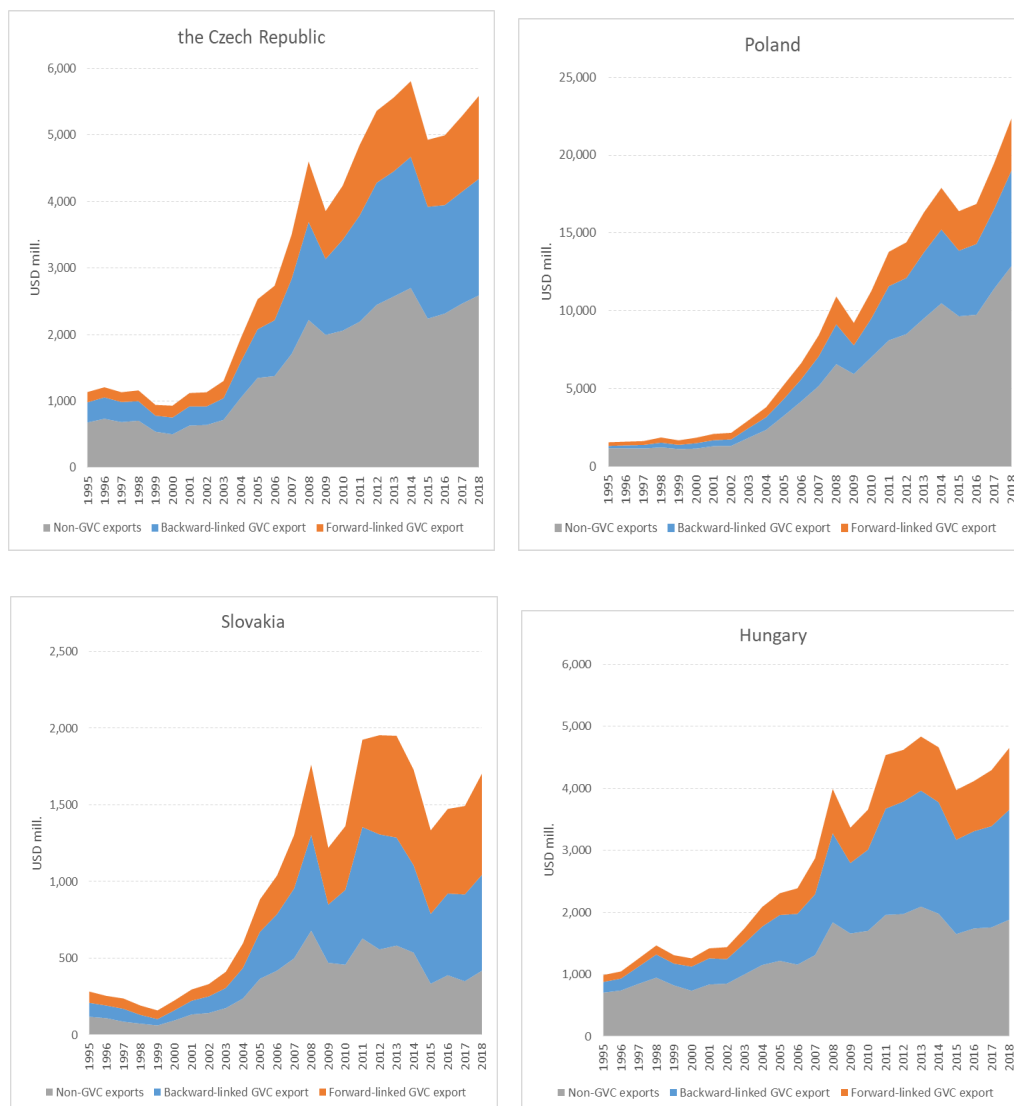 the Czech Republic
6,000
5,000
4,000
3,000
2,000
1,000
0
USD mill.
1995 1996 1997 1998 1999 2000 2001 2002 2003 2004 2005 2006 2007 2008 2009 2010 2011 2012 2013 2014 2015 2016 2017 2018
Non-GVC exports Backward-linked GVC export Forward-linked GVC export
Poland
25,000
20,000
15,000
10,000
5,000
0
USD mill.
1995 1996 1997 1998 1999 2000 2001 2002 2003 2004 2005 2006 2007 2008 2009 2010 2011 2012 2013 2014 2015 2016 2017 2018
Non-GVC exports Backward-linked GVC export Forward-linked GVC export
Slovakia
2,500
2,000
1,500
1,000
500
0
USD mill.
1995 1996 1997 1998 1999 2000 2001 2002 2003 2004 2005 2006 2007 2008 2009 2010 2011 2012 2013 2014 2015 2016 2017 2018
Non-GVC exports Backward-linked GVC export Forward-linked GVC export
Hungary
6,000
5,000
4,000
3,000
2,000
1,000
0
USD mill.
1995 1996 1997 1998 1999 2000 2001 2002 2003 2004 2005 2006 2007 2008 2009 2010 2011 2012 2013 2014 2015 2016 2017 2018
Non-GVC exports Backward-linked GVC export Forward-linked GVC export